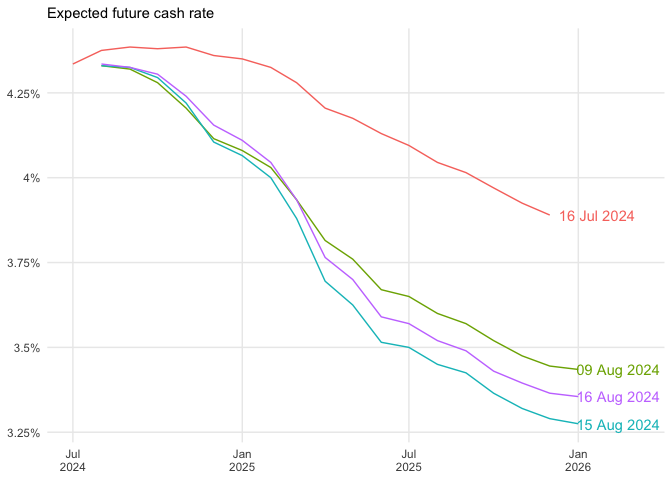 Expected future cash rate
4.25%
4%
3.75%
3.5%
3.25%
16 Jul 2024
09 Aug 2024
16 Aug 2024
15 Aug 2024
Jul
2024
Jan
2025
Jul
2025
Jan
2026